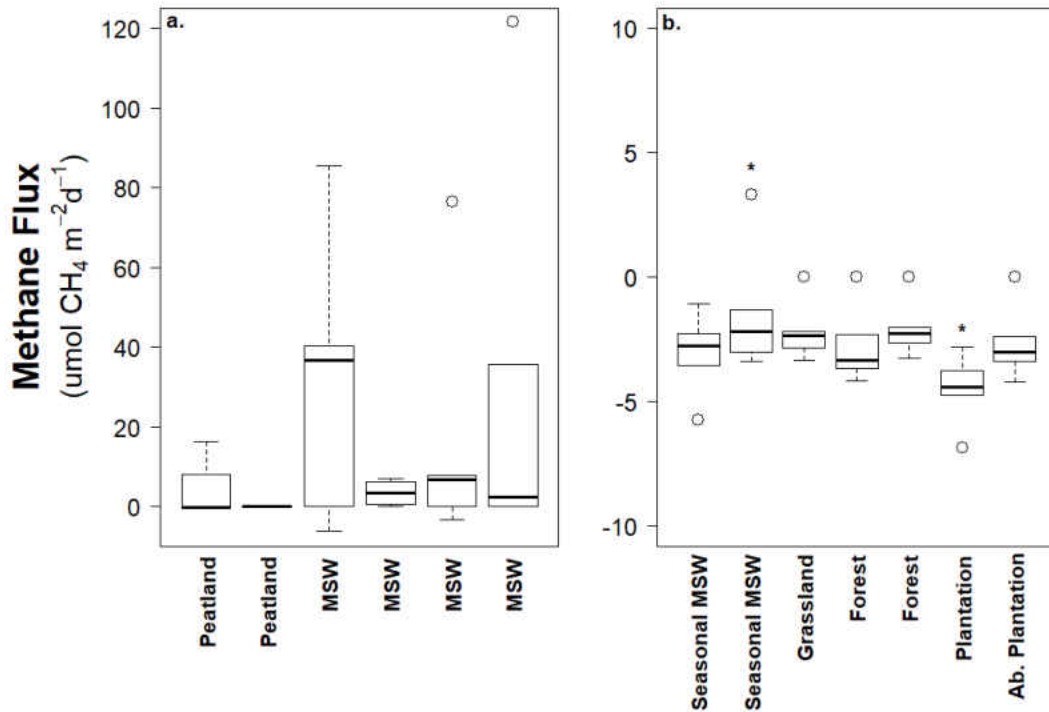 a.
120
100
80
60
40
20
0
Methane Flux
(umol CH₄ m⁻²d⁻¹)
Peatland
Peatland
MSW
MSW
MSW
MSW
b.
10
5
0
-5
-10
*
*
Seasonal MSW
Seasonal MSW
Grassland
Forest
Forest
Plantation
Ab. Plantation